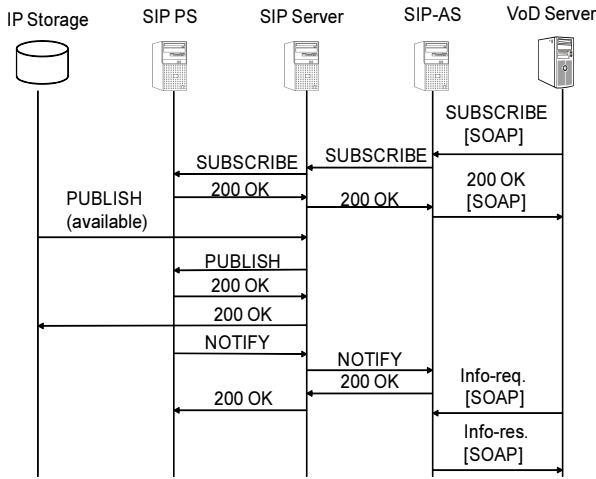 IP Storage
SIP PS
SIP Server
SIP-AS
VoD Server
SUBSCRIBE
[SOAP]
SUBSCRIBE
SUBSCRIBE
200 OK
200 OK
200 OK
[SOAP]
PUBLISH
(available)
PUBLISH
200 OK
200 OK
NOTIFY
NOTIFY
200 OK
200 OK
Info-req.
[SOAP]
Info-res.
[SOAP]